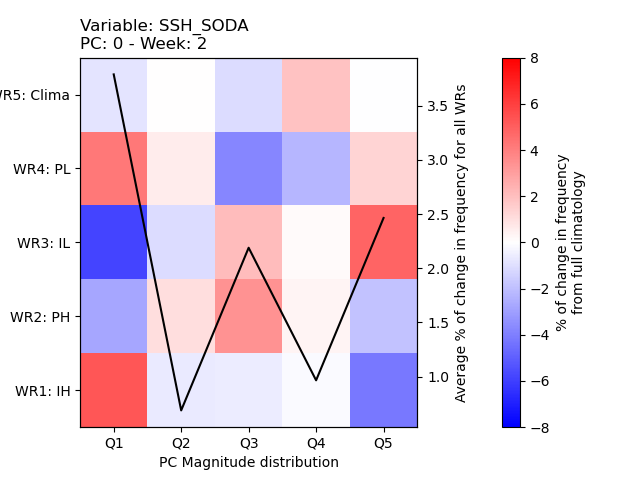 Variable: SSH_SODA
PC: 0 - Week: 2
WR5: Clima
WR4: PL
WR3: IL
WR2: PH
WR1: IH
Q1 Q2 Q3 Q4 Q5
PC Magnitude distribution
3.5
3.0
2.5
2.0
1.5
1.0
Average % of change in frequency for all WRs
8
6
4
2
0
−2
−4
−6
−8
% of change in frequency
from full climatology